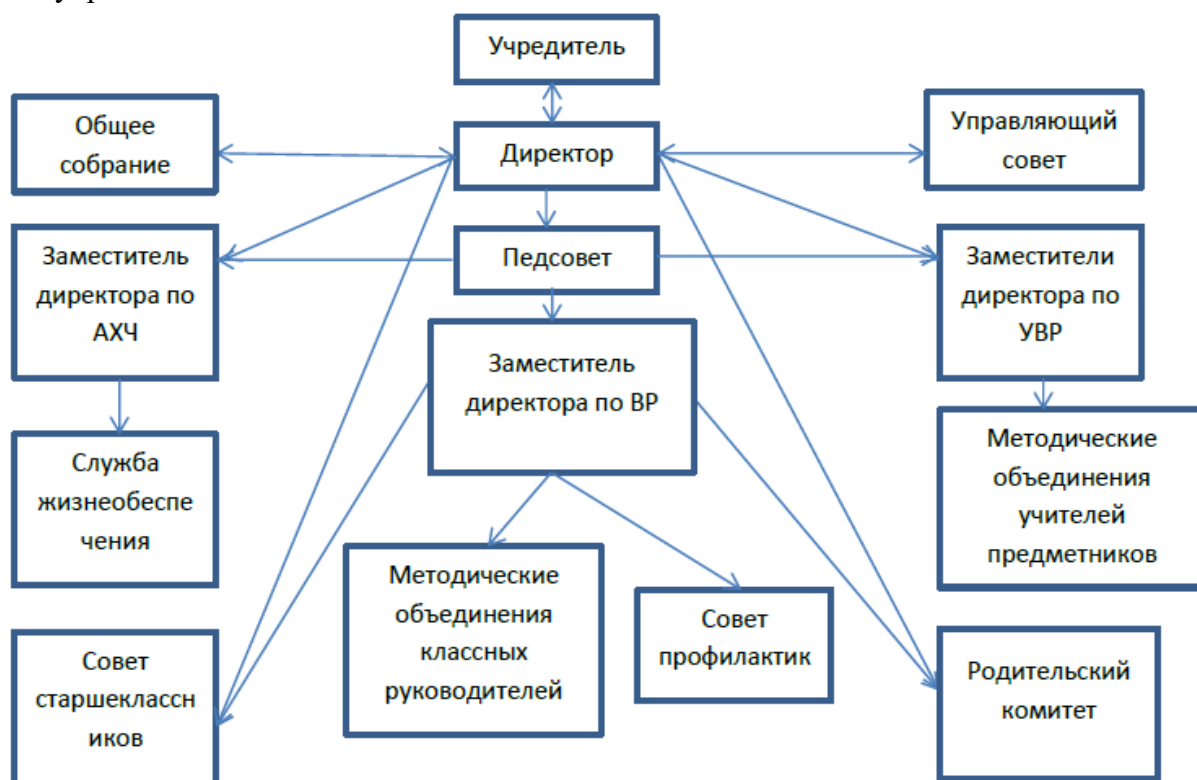 Учредитель
Общее
собрание
Директор
Управляющий
совет
Заместитель
директора по
АХЧ
Педсовет
Заместители
директора по
УВР
Заместитель
директора по ВР
Служба
жизнеобеспе
чения
Методические
объединения
учителей
предметников
Методические
объединения
классных
руководителей
Совет
профилактик
Совет
старшеклассн
иков
Родительский
комитет